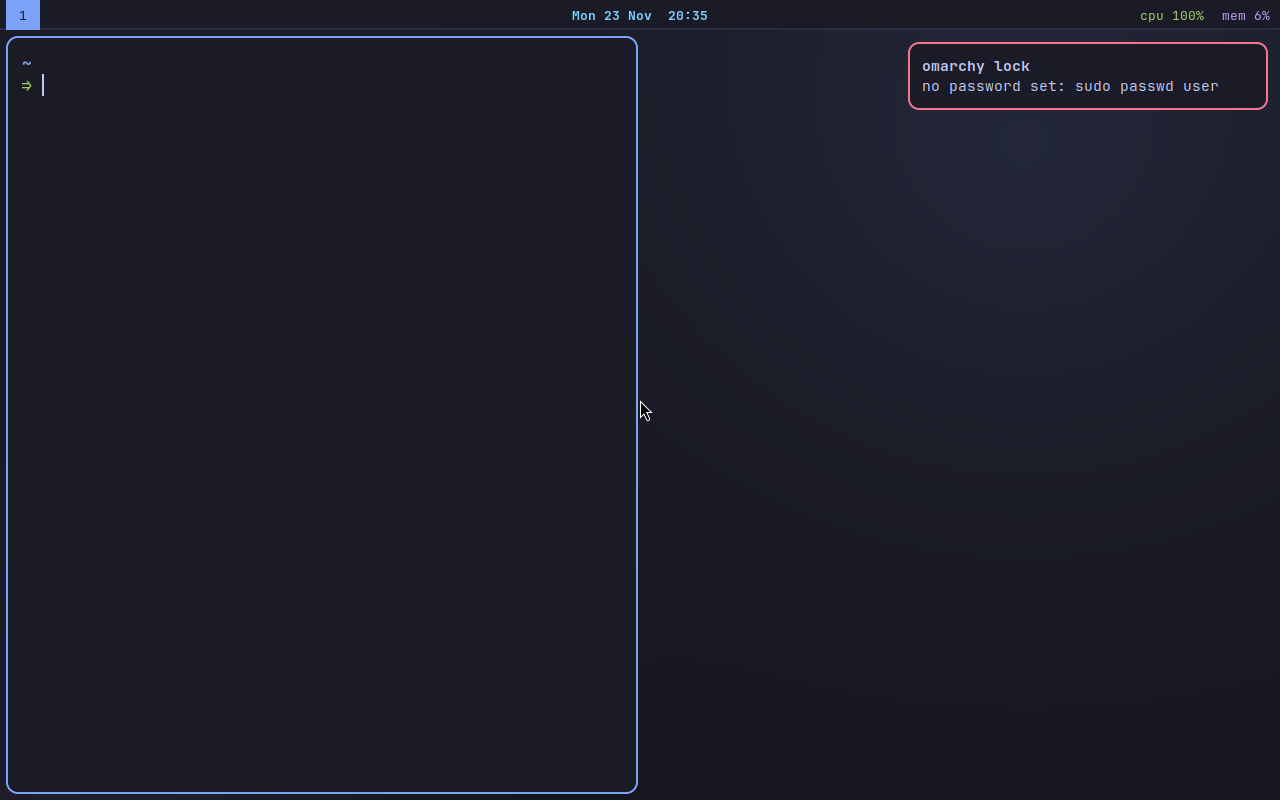 1
Mon 23 Nov  20:35
cpu 100%  mem 6%
~
⇒
omarchy lock
no password set: sudo passwd user